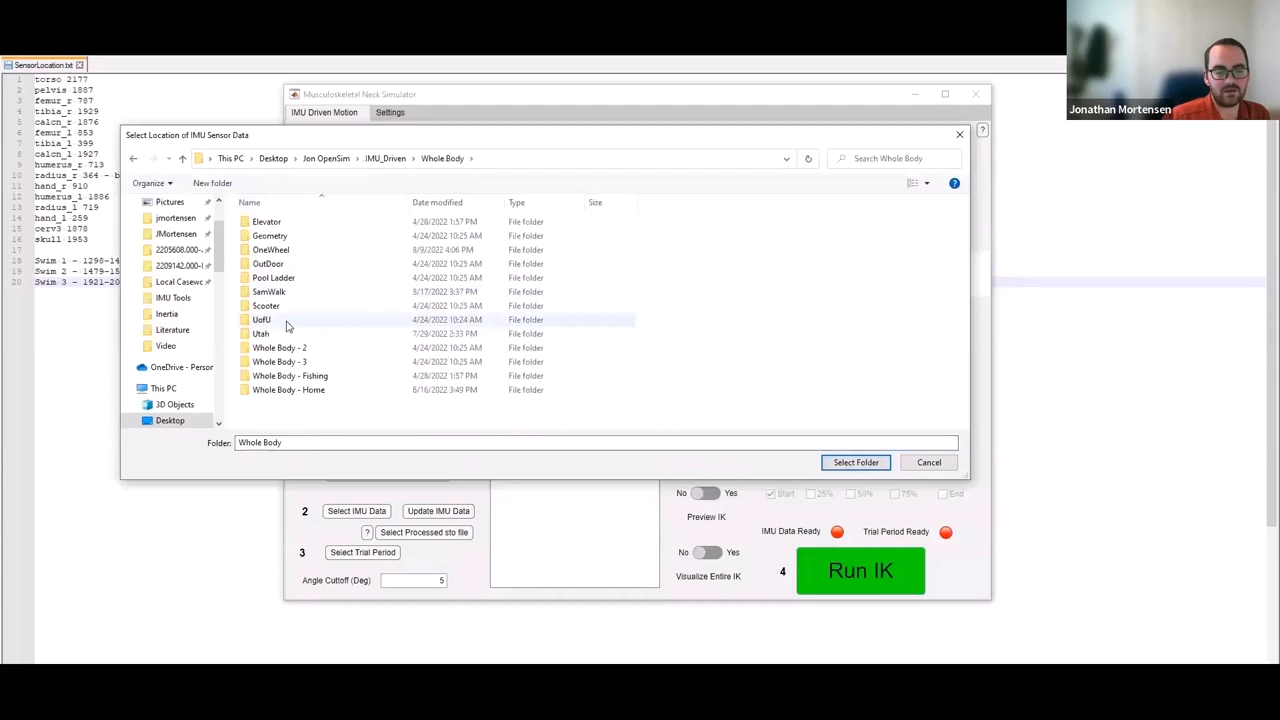 Jonathan Mortensen
SensorLocation.txt
1 torso 2177
2 pelvis 1887
3 femur_r 787
4 tibia_r 1929
5 calcn_r 1876
6 femur_l 853
7 tibia_l 399
8 calcn_l 1927
9 humerus_r 713
10 radius_r 364 - b
11 hand_r 910
12 humerus_l 1886
13 radius_l 719
14 hand_l 259
15 cerv3 1878
16 skull 1953
17
18 Swim 1 - 1298-14
19 Swim 2 - 1479-15
20 Swim 3 - 1921-20
Musculoskeletal Neck Simulator
IMU Driven Motion Settings
?
Select Location of IMU Sensor Data
This PC > Desktop > Jon OpenSim > IMU_Driven > Whole Body >
Search Whole Body
Organize New folder
?
Pictures
jmortensen
JMortensen
2205608.000-
2209142.000-
Local Casewo
IMU Tools
Inertia
Literature
Video
OneDrive - Person
This PC
3D Objects
Desktop
Name Date modified Type Size
Elevator 4/28/2022 1:57 PM File folder
Geometry 4/24/2022 10:25 AM File folder
OneWheel 8/9/2022 4:06 PM File folder
OutDoor 4/24/2022 10:25 AM File folder
Pool Ladder 4/24/2022 10:25 AM File folder
SamWalk 8/17/2022 3:37 PM File folder
Scooter 4/24/2022 10:25 AM File folder
UofU 4/24/2022 10:24 AM File folder
Utah 7/29/2022 2:33 PM File folder
Whole Body - 2 4/24/2022 10:25 AM File folder
Whole Body - 3 4/24/2022 10:25 AM File folder
Whole Body - Fishing 4/28/2022 1:57 PM File folder
Whole Body - Home 6/16/2022 3:49 PM File folder
Folder: Whole Body
Select Folder Cancel
2 Select IMU Data Update IMU Data
? Select Processed sto file
3 Select Trial Period
Angle Cuttoff (Deg) 5
No Yes Start 25% 50% 75% End
Preview IK
IMU Data Ready Trial Period Ready
No Yes
Visualize Entire IK
4 Run IK